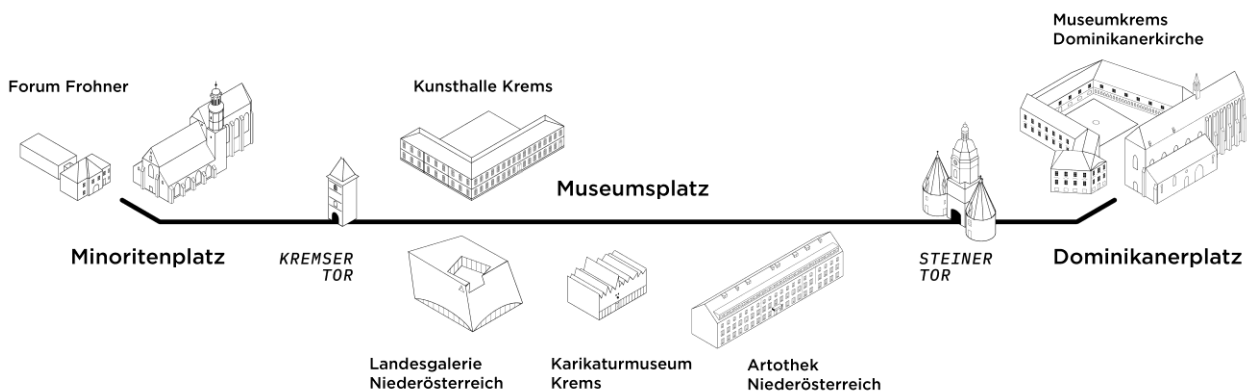 Museumkrems
Dominikanerkirche
Forum Frohner
Kunsthalle Krems
Museumsplatz
Minoritenplatz
KREMSER
TOR
STEINER
TOR
Dominikanerplatz
Landesgalerie
Niederösterreich
Karikaturmuseum
Krems
Artothek
Niederösterreich